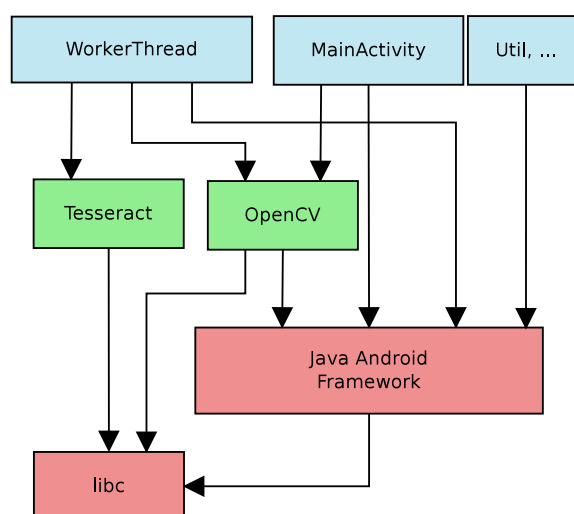 WorkerThread
MainActivity
Util, ...
Tesseract
OpenCV
Java Android
Framework
libc